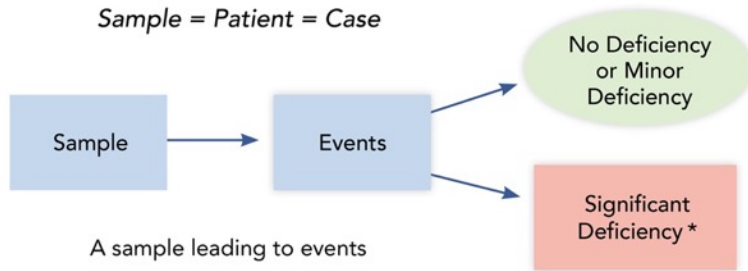 Sample = Patient = Case
No Deficiency
or Minor
Deficiency
Sample
Events
Significant
Deficiency *
A sample leading to events